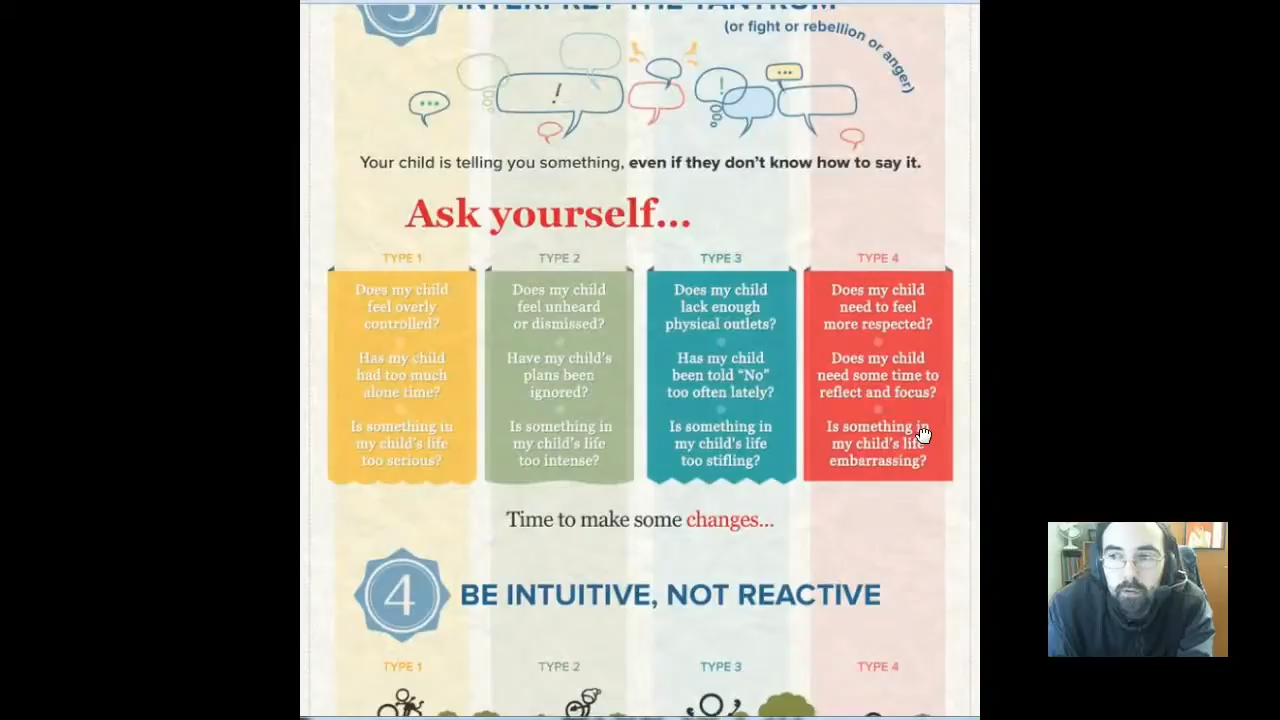 3
INTERPRET THE TANTRUM
(or fight or rebellion or anger)
!
!
Your child is telling you something, even if they don't know how to say it.
Ask yourself...
TYPE 1
Does my child
feel overly
controlled?
Has my child
had too much
alone time?
Is something in
my child's life
too serious?
TYPE 2
Does my child
feel unheard
or dismissed?
Have my child's
plans been
ignored?
Is something in
my child's life
too intense?
TYPE 3
Does my child
lack enough
physical outlets?
Has my child
been told "No"
too often lately?
Is something in
my child's life
too stifling?
TYPE 4
Does my child
need to feel
more respected?
Does my child
need some time to
reflect and focus?
Is something in
my child's life
embarrassing?
Time to make some changes...
4
BE INTUITIVE, NOT REACTIVE
TYPE 1
TYPE 2
TYPE 3
TYPE 4